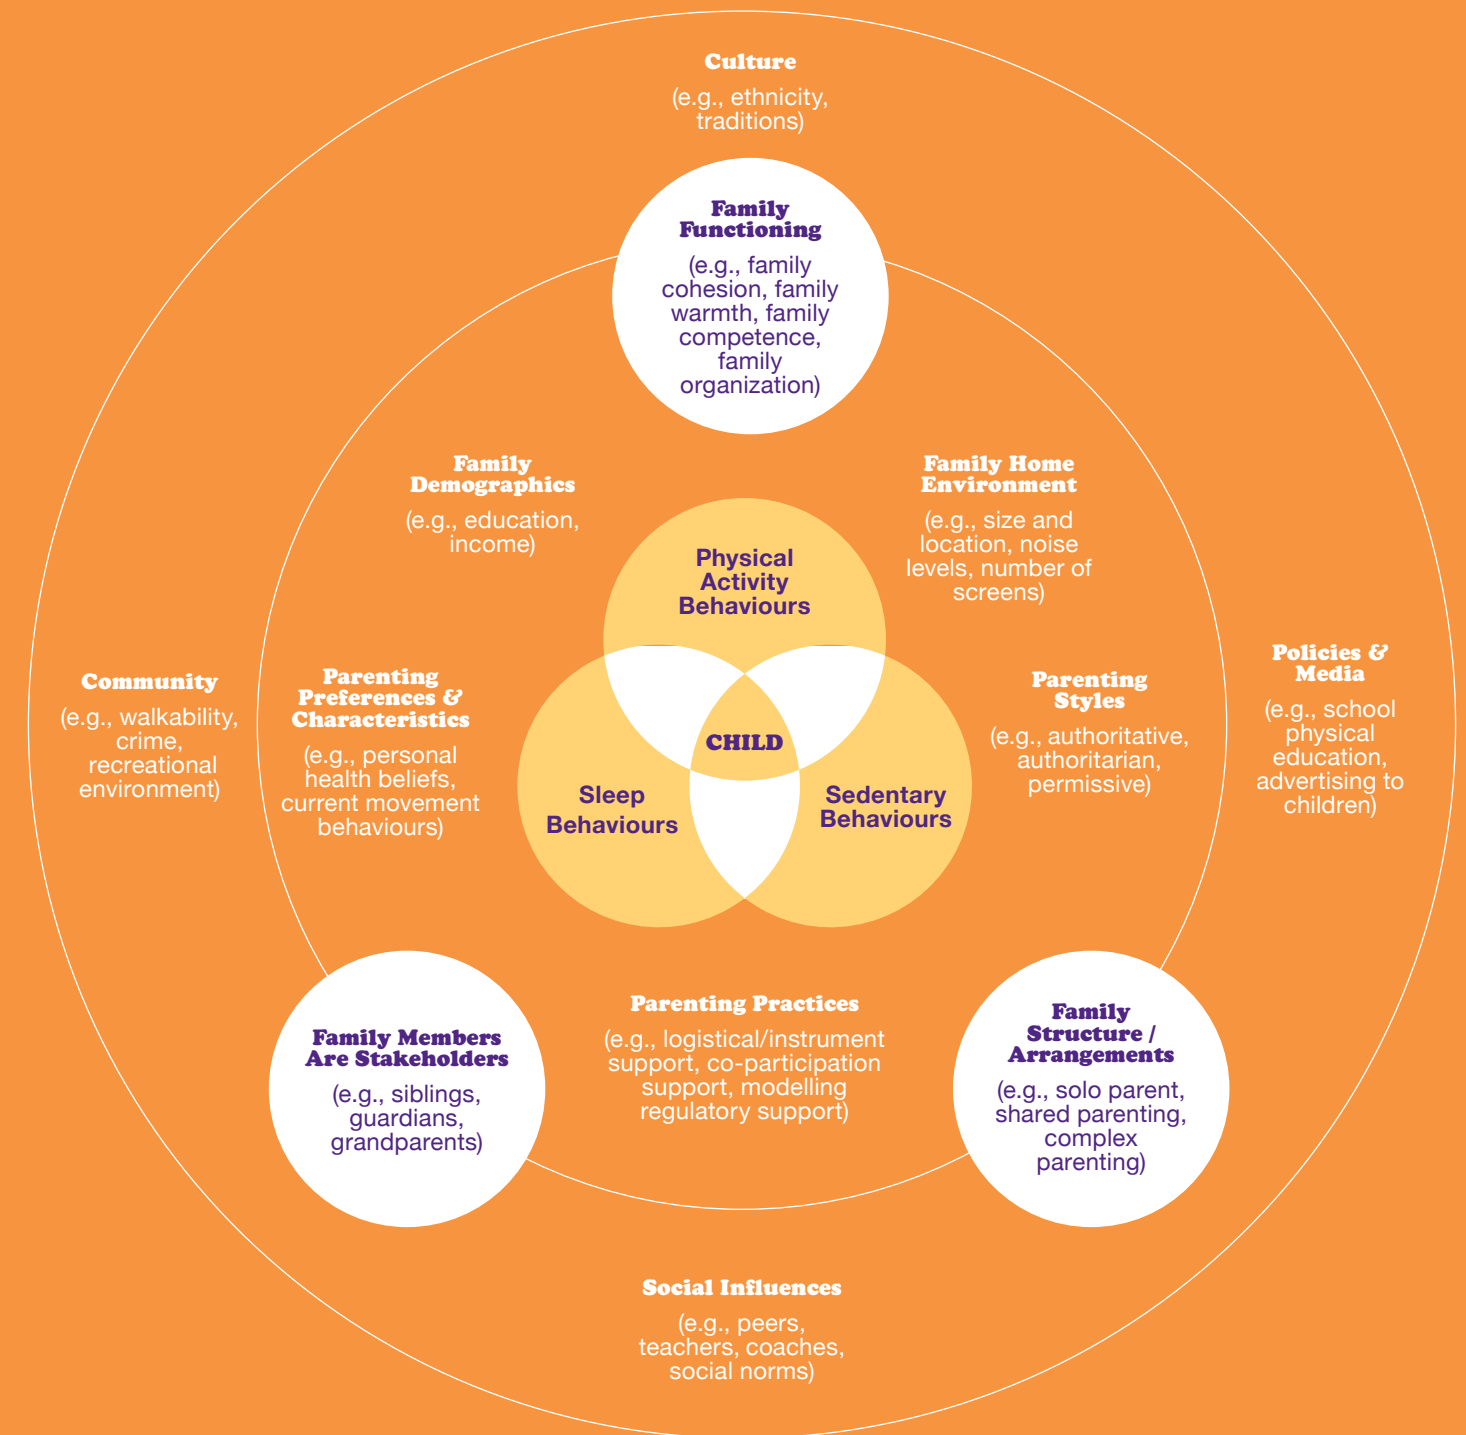 Culture
(e.g., ethnicity,
traditions)
Family
Functioning
(e.g., family
cohesion, family
warmth, family
competence,
family
organization)
Family
Demographics
(e.g., education,
income)
Family Home
Environment
(e.g., size and
location, noise
levels, number of
screens)
Physical
Activity
Behaviours
Community
(e.g., walkability,
crime,
recreational
environment)
Parenting
Preferences &
Characteristics
(e.g., personal
health beliefs,
current movement
behaviours)
CHILD
Sleep
Behaviours
Sedentary
Behaviours
Parenting
Styles
(e.g., authoritative,
authoritarian,
permissive)
Policies &
Media
(e.g., school
physical
education,
advertising to
children)
Family Members
Are Stakeholders
(e.g., siblings,
guardians,
grandparents)
Parenting Practices
(e.g., logistical/instrument
support, co-participation
support, modelling
regulatory support)
Family
Structure /
Arrangements
(e.g., solo parent,
shared parenting,
complex
parenting)
Social Influences
(e.g., peers,
teachers, coaches,
social norms)